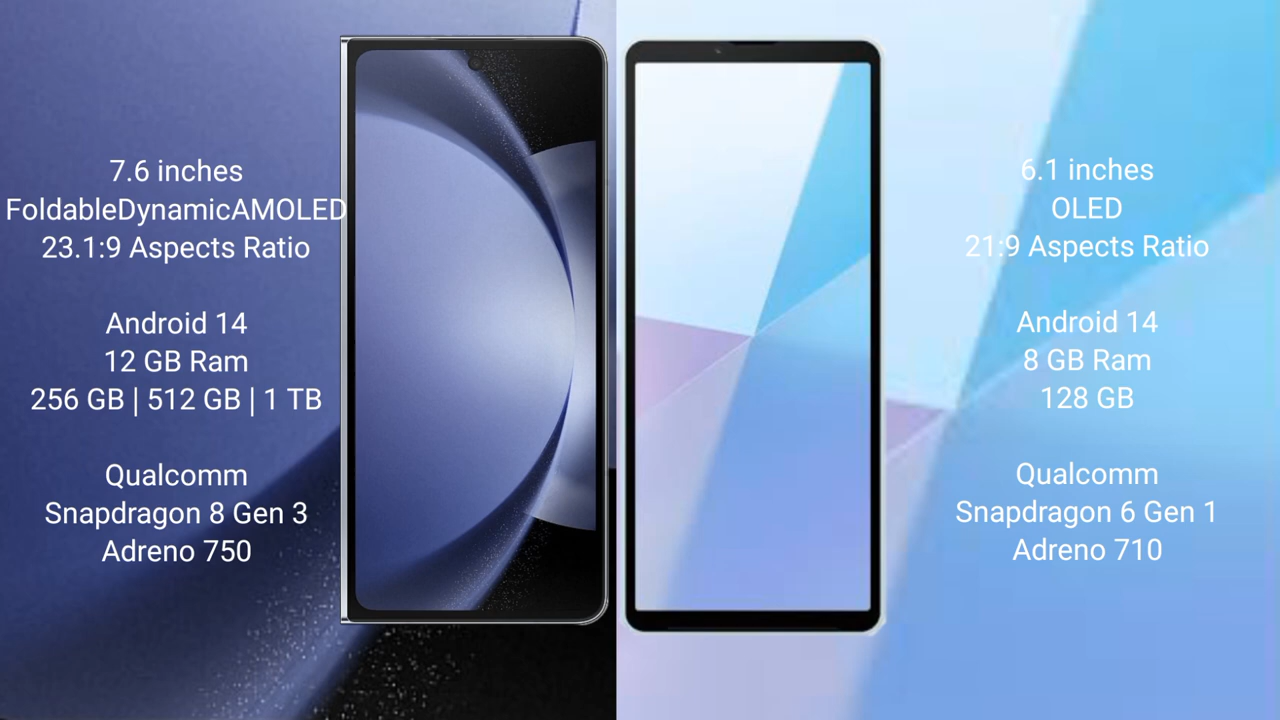 7.6 inches
FoldableDynamicAMOLED
23.1:9 Aspects Ratio
Android 14
12 GB Ram
256 GB | 512 GB | 1 TB
Qualcomm
Snapdragon 8 Gen 3
Adreno 750
6.1 inches
OLED
21:9 Aspects Ratio
Android 14
8 GB Ram
128 GB
Qualcomm
Snapdragon 6 Gen 1
Adreno 710